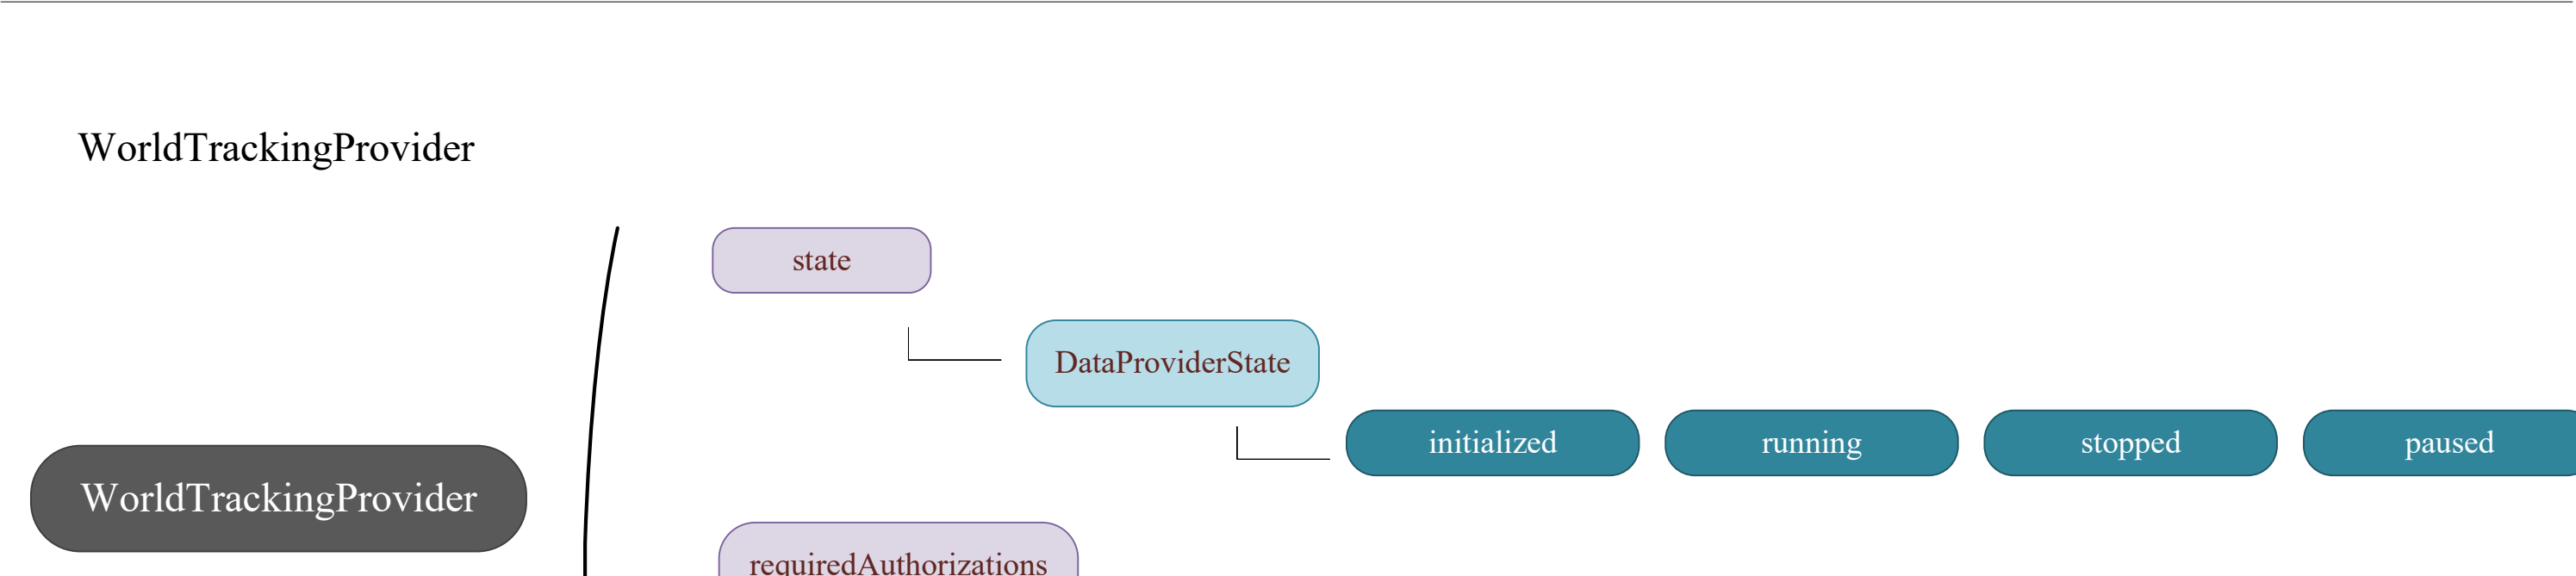 WorldTrackingProvider
state
DataProviderState
initialized
running
stopped
paused
WorldTrackingProvider
requiredAuthorizations